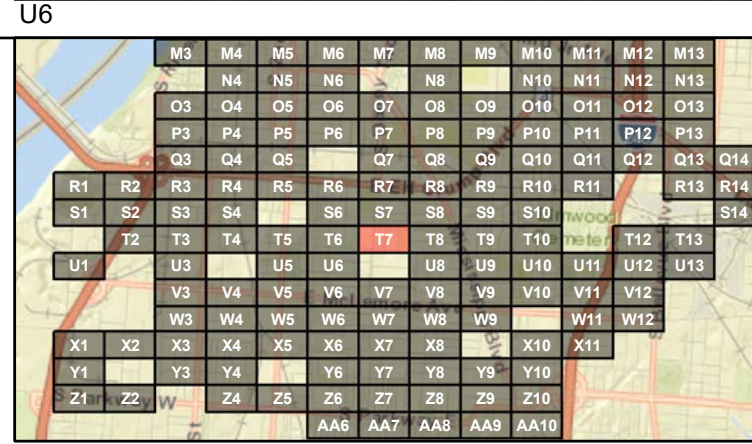 U6
M3 M4 M5 M6 M7 M8 M9 M10 M11 M12 M13
N4 N5 N6 N8 N10 N11 N12 N13
O3 O4 O5 O6 O7 O8 O9 O10 O11 O12 O13
P3 P4 P5 P6 P7 P8 P9 P10 P11 P12 P13
Q3 Q4 Q5 Q7 Q8 Q9 Q10 Q11 Q12 Q13 Q14
R1 R2 R3 R4 R5 R6 R7 R8 R9 R10 R11 R13 R14
S1 S2 S3 S4 S6 S7 S8 S9 S10 S14
T2 T3 T4 T5 T6 T7 T8 T9 T10 T12 T13
U1 U3 U5 U6 U8 U9 U10 U11 U12 U13
V3 V4 V5 V6 V7 V8 V9 V10 V11 V12
W3 W4 W5 W6 W7 W8 W9 W11 W12
X1 X2 X3 X4 X5 X6 X7 X8 X10 X11
Y1 Y3 Y4 Y6 Y7 Y8 Y9 Y10
Z1 Z2 Z4 Z5 Z6 Z7 Z8 Z9 Z10
AA6 AA7 AA8 AA9 AA10
E McLemore Ave
S Parkway W
S Parkway E